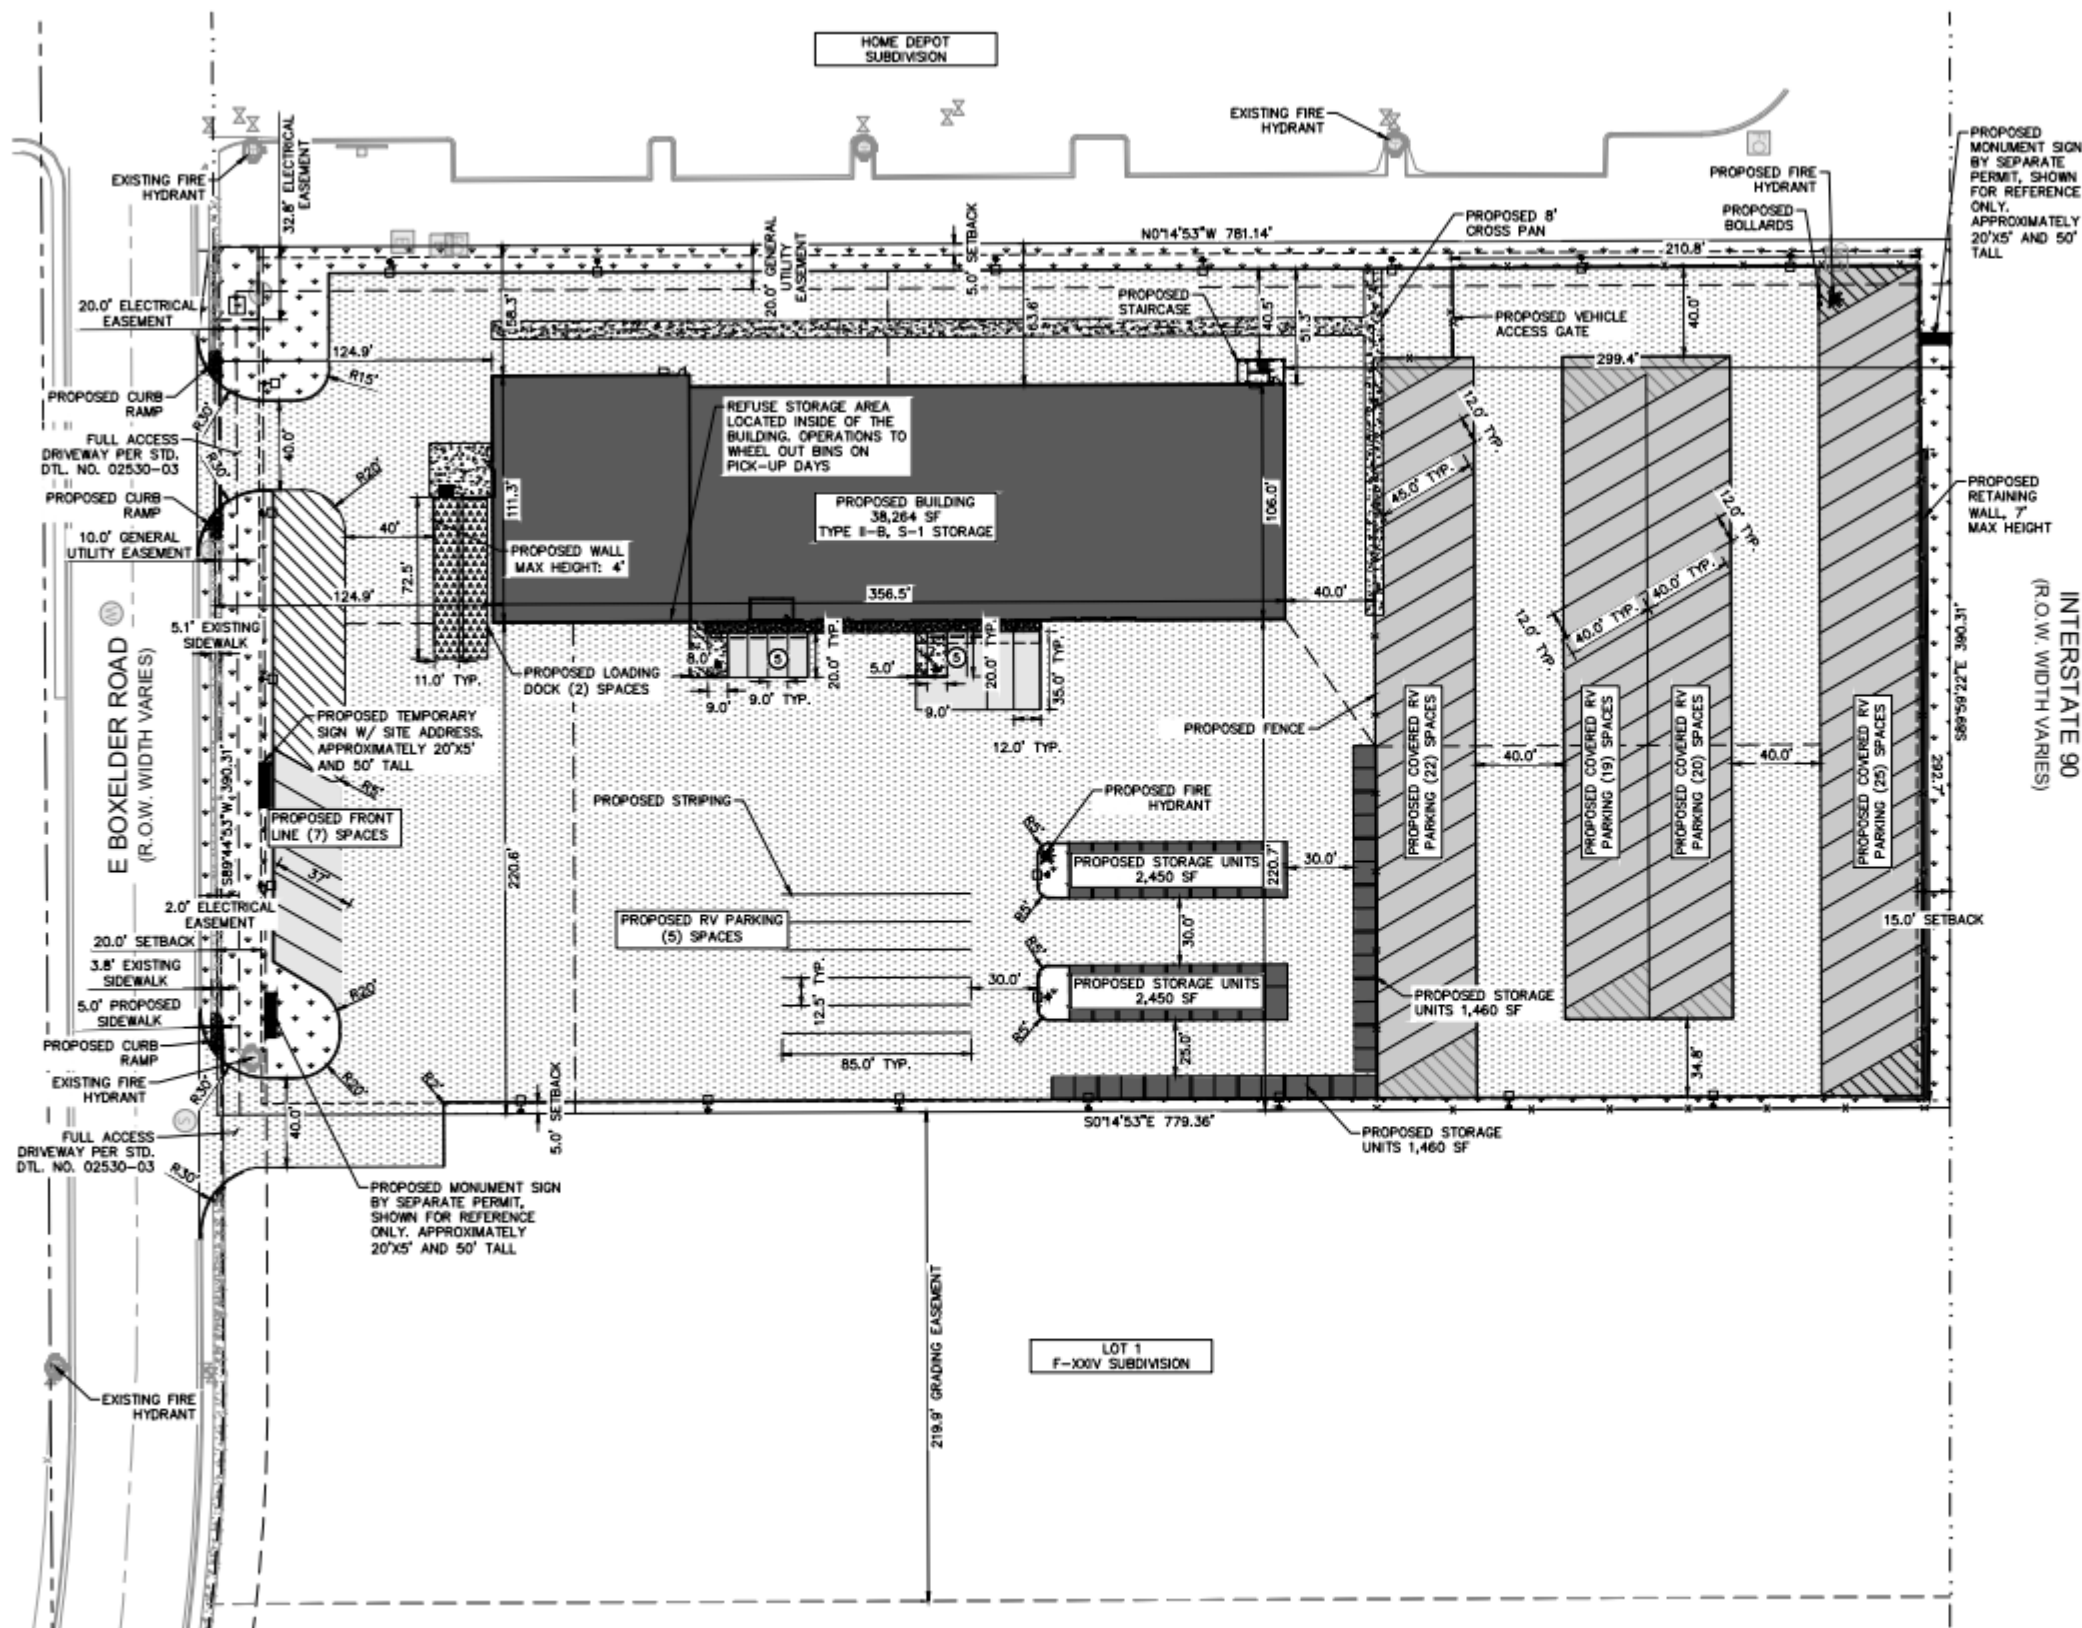 HOME DEPOT
SUBDIVISION
EXISTING FIRE
HYDRANT
32.8' ELECTRICAL
EASEMENT
EXISTING FIRE
HYDRANT
PROPOSED FIRE
HYDRANT
PROPOSED
BOLLARDS
PROPOSED
MONUMENT SIGN
BY SEPARATE
PERMIT, SHOWN
FOR REFERENCE
ONLY.
APPROXIMATELY
20'X5' AND 50'
TALL
20.0' GENERAL
UTILITY
EASEMENT
5.0' SETBACK
N0°14'53"W 781.14'
PROPOSED 8'
CROSS PAN
210.8'
20.0' ELECTRICAL
EASEMENT
58.3'
63.6'
PROPOSED
STAIRCASE
40.5'
51.3'
PROPOSED VEHICLE
ACCESS GATE
40.0'
124.9'
299.4'
R15'
PROPOSED CURB
RAMP
R30'
40.0'
FULL ACCESS
DRIVEWAY PER STD.
DTL. NO. 02530-03
R30'
R20'
PROPOSED CURB
RAMP
10.0' GENERAL
UTILITY EASEMENT
40'
111.3'
REFUSE STORAGE AREA
LOCATED INSIDE OF THE
BUILDING. OPERATIONS TO
WHEEL OUT BINS ON
PICK-UP DAYS
PROPOSED BUILDING
38,264 SF
TYPE II-B, S-1 STORAGE
106.0'
12.0' TYP.
45.0' TYP.
12.0' TYP.
40.0' TYP.
40.0' TYP.
12.0' TYP.
PROPOSED
RETAINING
WALL, 7'
MAX HEIGHT
PROPOSED WALL
MAX HEIGHT: 4'
72.5'
124.9'
356.5'
40.0'
W
E BOXELDER ROAD
(R.O.W. WIDTH VARIES)
INTERSTATE 90
(R.O.W. WIDTH VARIES)
S89°59'22"E 390.31'
5.1' EXISTING
SIDEWALK
11.0' TYP.
PROPOSED LOADING
DOCK (2) SPACES
8.0'
5
20.0' TYP.
9.0'
9.0' TYP.
5.0'
5
20.0' TYP.
35.0' TYP.
9.0'
12.0' TYP.
PROPOSED FENCE
PROPOSED TEMPORARY
SIGN W/ SITE ADDRESS.
APPROXIMATELY 20'X5'
AND 50' TALL
S89°44'53"W 390.31'
R5'
PROPOSED FRONT
LINE (7) SPACES
37'
PROPOSED COVERED RV
PARKING (22) SPACES
40.0'
PROPOSED COVERED RV
PARKING (19) SPACES
PROPOSED COVERED RV
PARKING (20) SPACES
40.0'
PROPOSED COVERED RV
PARKING (25) SPACES
292.7'
PROPOSED STRIPING
PROPOSED FIRE
HYDRANT
220.6'
R5'
PROPOSED STORAGE UNITS
2,450 SF
220.7'
30.0'
R5'
2.0' ELECTRICAL
EASEMENT
PROPOSED RV PARKING
(5) SPACES
30.0'
15.0' SETBACK
20.0' SETBACK
3.8' EXISTING
SIDEWALK
5.0' PROPOSED
SIDEWALK
R20'
12.5' TYP.
30.0'
R5'
PROPOSED STORAGE UNITS
2,450 SF
R5'
PROPOSED STORAGE
UNITS 1,460 SF
PROPOSED CURB
RAMP
25.0'
34.8'
85.0' TYP.
EXISTING FIRE
HYDRANT
R30'
R20'
R2'
5.0' SETBACK
S0°14'53"E 779.36'
S
40.0'
FULL ACCESS
DRIVEWAY PER STD.
DTL. NO. 02530-03
R30'
PROPOSED STORAGE
UNITS 1,460 SF
PROPOSED MONUMENT SIGN
BY SEPARATE PERMIT,
SHOWN FOR REFERENCE
ONLY. APPROXIMATELY
20'X5' AND 50' TALL
219.9' GRADING EASEMENT
LOT 1
F-XXIV SUBDIVISION
EXISTING FIRE
HYDRANT